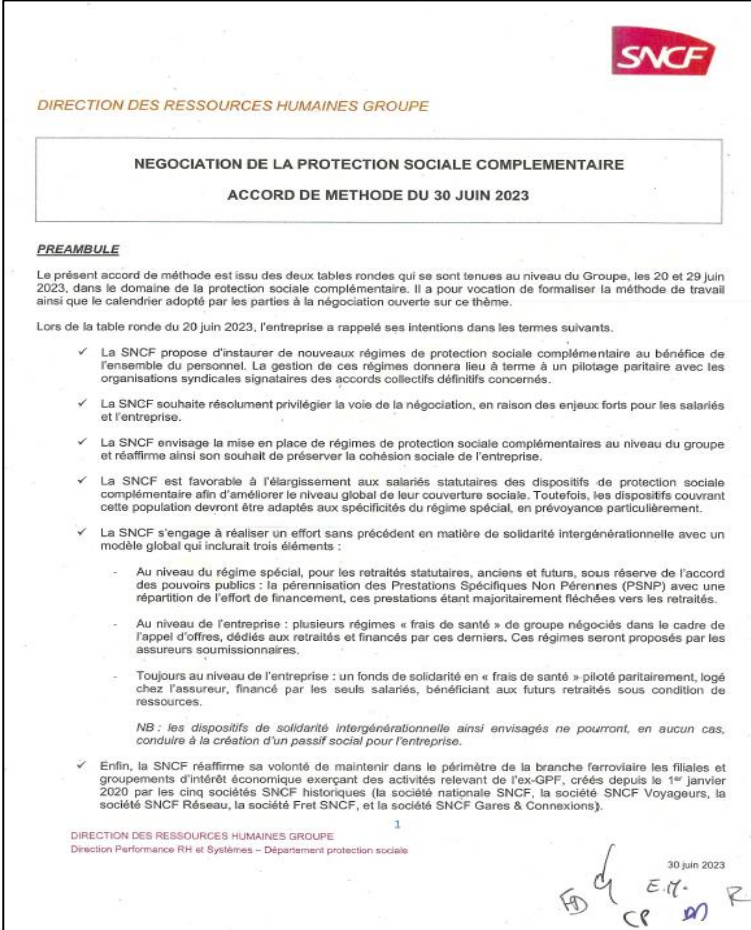 SNCF
DIRECTION DES RESSOURCES HUMAINES GROUPE
NEGOCIATION DE LA PROTECTION SOCIALE COMPLEMENTAIRE
ACCORD DE METHODE DU 30 JUIN 2023
PREAMBULE
Le présent accord de méthode est issu des deux tables rondes qui se sont tenues au niveau du Groupe, les 20 et 29 juin
2023, dans le domaine de la protection sociale complémentaire. Il a pour vocation de formaliser la méthode de travail
ainsi que le calendrier adopté par les parties à la négociation ouverte sur ce thème.
Lors de la table ronde du 20 juin 2023, l'entreprise a rappelé ses intentions dans les termes suivants.
✓ La SNCF propose d'instaurer de nouveaux régimes de protection sociale complémentaire au bénéfice de
l'ensemble du personnel. La gestion de ces régimes donnera lieu à terme à un pilotage paritaire avec les
organisations syndicales signataires des accords collectifs définitifs concernés.
✓ La SNCF souhaite résolument privilégier la voie de la négociation, en raison des enjeux forts pour les salariés
et l'entreprise.
✓ La SNCF envisage la mise en place de régimes de protection sociale complémentaires au niveau du groupe
et réaffirme ainsi son souhait de préserver la cohésion sociale de l'entreprise.
✓ La SNCF est favorable à l'élargissement aux salariés statutaires des dispositifs de protection sociale
complémentaire afin d'améliorer le niveau global de leur couverture sociale. Toutefois, les dispositifs couvrant
cette population devront être adaptés aux spécificités du régime spécial, en prévoyance particulièrement.
✓ La SNCF s'engage à réaliser un effort sans précédent en matière de solidarité intergénérationnelle avec un
modèle global qui inclurait trois éléments :
- Au niveau du régime spécial, pour les retraités statutaires, anciens et futurs, sous réserve de l'accord
des pouvoirs publics : la pérennisation des Prestations Spécifiques Non Pérennes (PSNP) avec une
répartition de l'effort de financement, ces prestations étant majoritairement fléchées vers les retraités.
- Au niveau de l'entreprise : plusieurs régimes « frais de santé » de groupe négociés dans le cadre de
l'appel d'offres, dédiés aux retraités et financés par ces derniers. Ces régimes seront proposés par les
assureurs soumissionnaires.
- Toujours au niveau de l'entreprise : un fonds de solidarité en « frais de santé » piloté paritairement, logé
chez l'assureur, financé par les seuls salariés, bénéficiant aux futurs retraités sous condition de
ressources.
NB : les dispositifs de solidarité intergénérationnelle ainsi envisagés ne pourront, en aucun cas,
conduire à la création d'un passif social pour l'entreprise.
✓ Enfin, la SNCF réaffirme sa volonté de maintenir dans le périmètre de la branche ferroviaire les filiales et
groupements d'intérêt économique exerçant des activités relevant de l'ex-GPF, créés depuis le 1er janvier
2020 par les cinq sociétés SNCF historiques (la société nationale SNCF, la société SNCF Voyageurs, la
société SNCF Réseau, la société Fret SNCF, et la société SNCF Gares & Connexions).
1
DIRECTION DES RESSOURCES HUMAINES GROUPE
Direction Performance RH et Systèmes – Département protection sociale
30 juin 2023
E.M.
CP
R